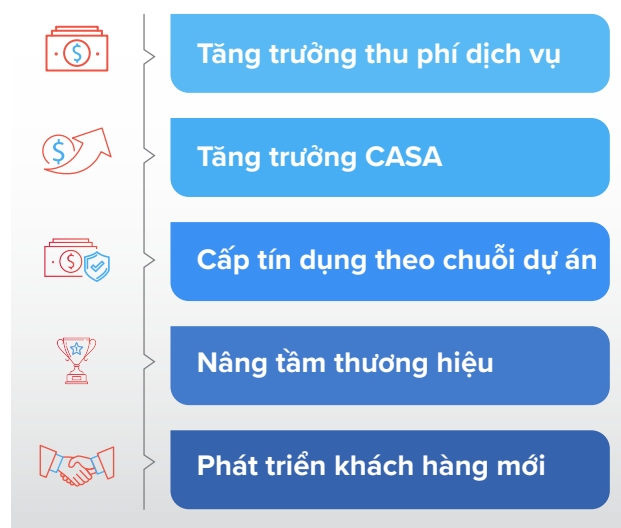 Tăng trưởng thu phí dịch vụ
Tăng trưởng CASA
Cấp tín dụng theo chuỗi dự án
Nâng tầm thương hiệu
Phát triển khách hàng mới